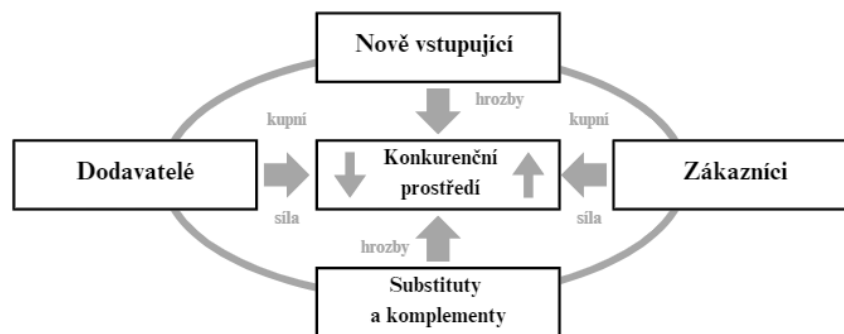 Nově vstupující
hrozby
kupní
kupní
Dodavatelé
Konkurenční
prostředí
Zákazníci
síla
síla
hrozby
Substituty
a komplementy